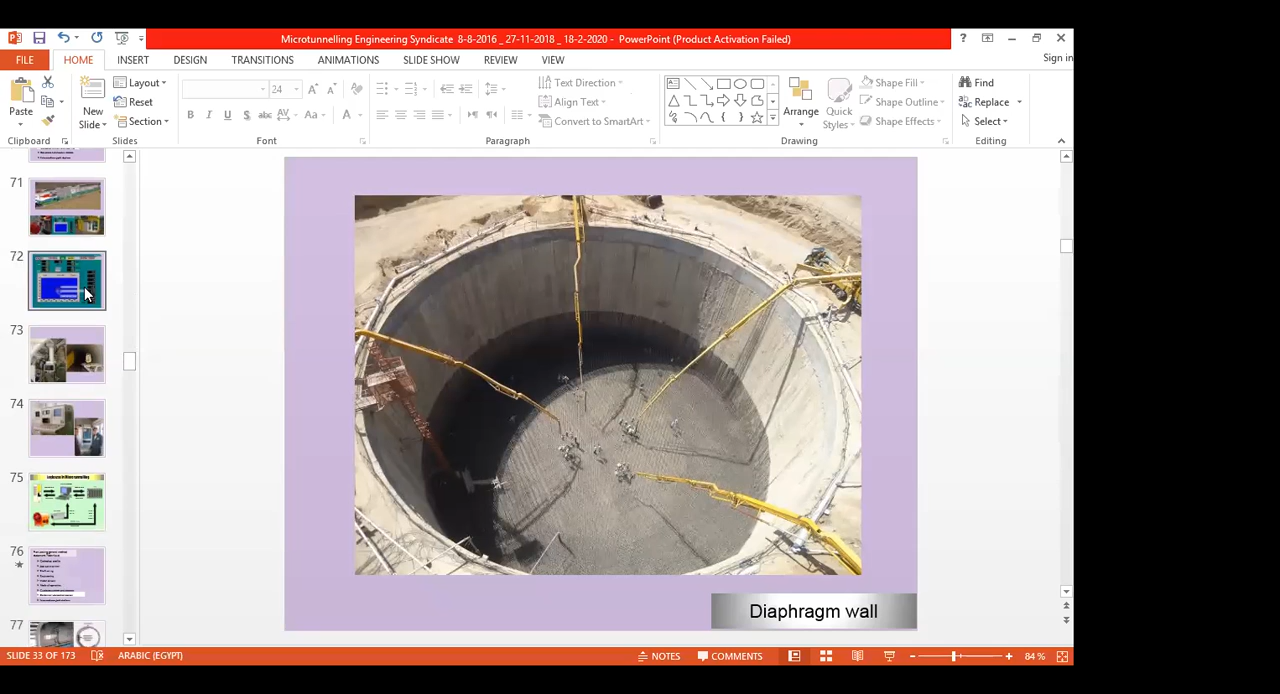 Microtunnelling Engineering Syndicate 8-8-2016 _ 27-11-2018 _ 18-2-2020 - PowerPoint (Product Activation Failed)
FILE HOME INSERT DESIGN TRANSITIONS ANIMATIONS SLIDE SHOW REVIEW VIEW Sign in
Paste
New
Slide
Layout
Reset
Section
24
B I U S abc AV Aa A
Text Direction
Align Text
Convert to SmartArt
Arrange
Quick
Styles
Shape Fill
Shape Outline
Shape Effects
Find
Replace
Select
Clipboard Slides Font Paragraph Drawing Editing
71
72
73
74
75
76
77
Diaphragm wall
SLIDE 33 OF 173 ARABIC (EGYPT) NOTES COMMENTS 84 %